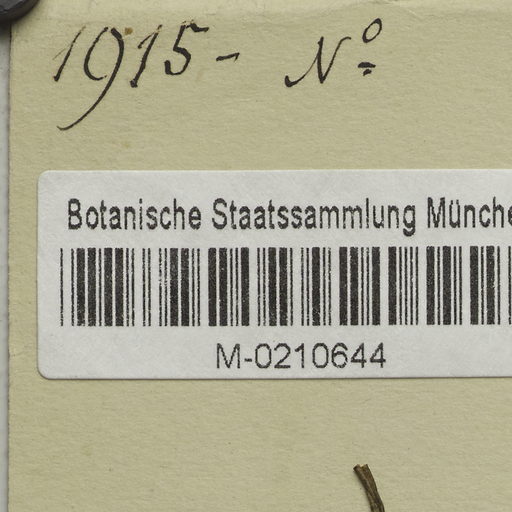 1915- Nº
Botanische Staatssammlung Münche
M-0210644